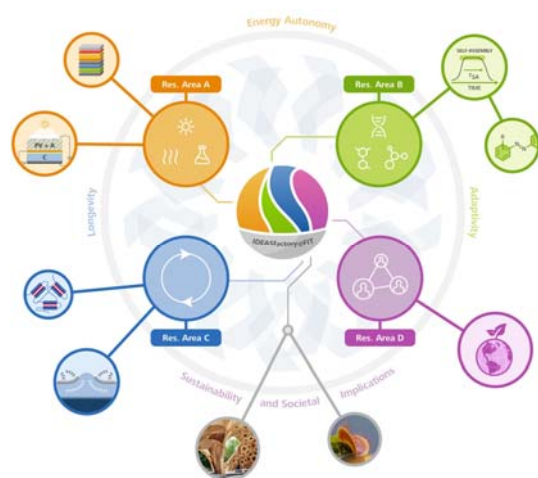 Energy Autonomy
Res. Area A
Res. Area B
SELF-ASSEMBLY
TIME
PV + A
C
Longevity
Adaptivity
IDEASfactory@FIT
Res. Area C
Res. Area D
Sustainability and Societal Implications